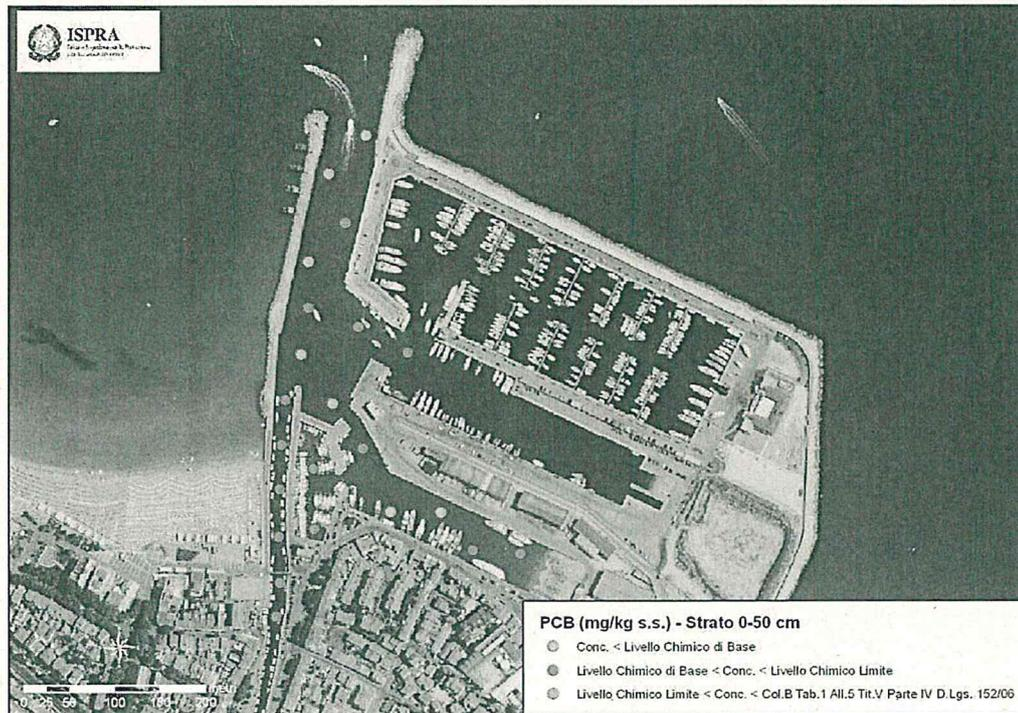 ISPRA
PCB (mg/kg s.s.) - Strato 0-50 cm
Conc. < Livello Chimico di Base
Livello Chimico di Base < Conc. < Livello Chimico Limite
Livello Chimico Limite < Conc. < Col.B Tab.1 All.5 Tit.V Parte IV D.Lgs. 152/06
metri
0 25 50 100 150 200